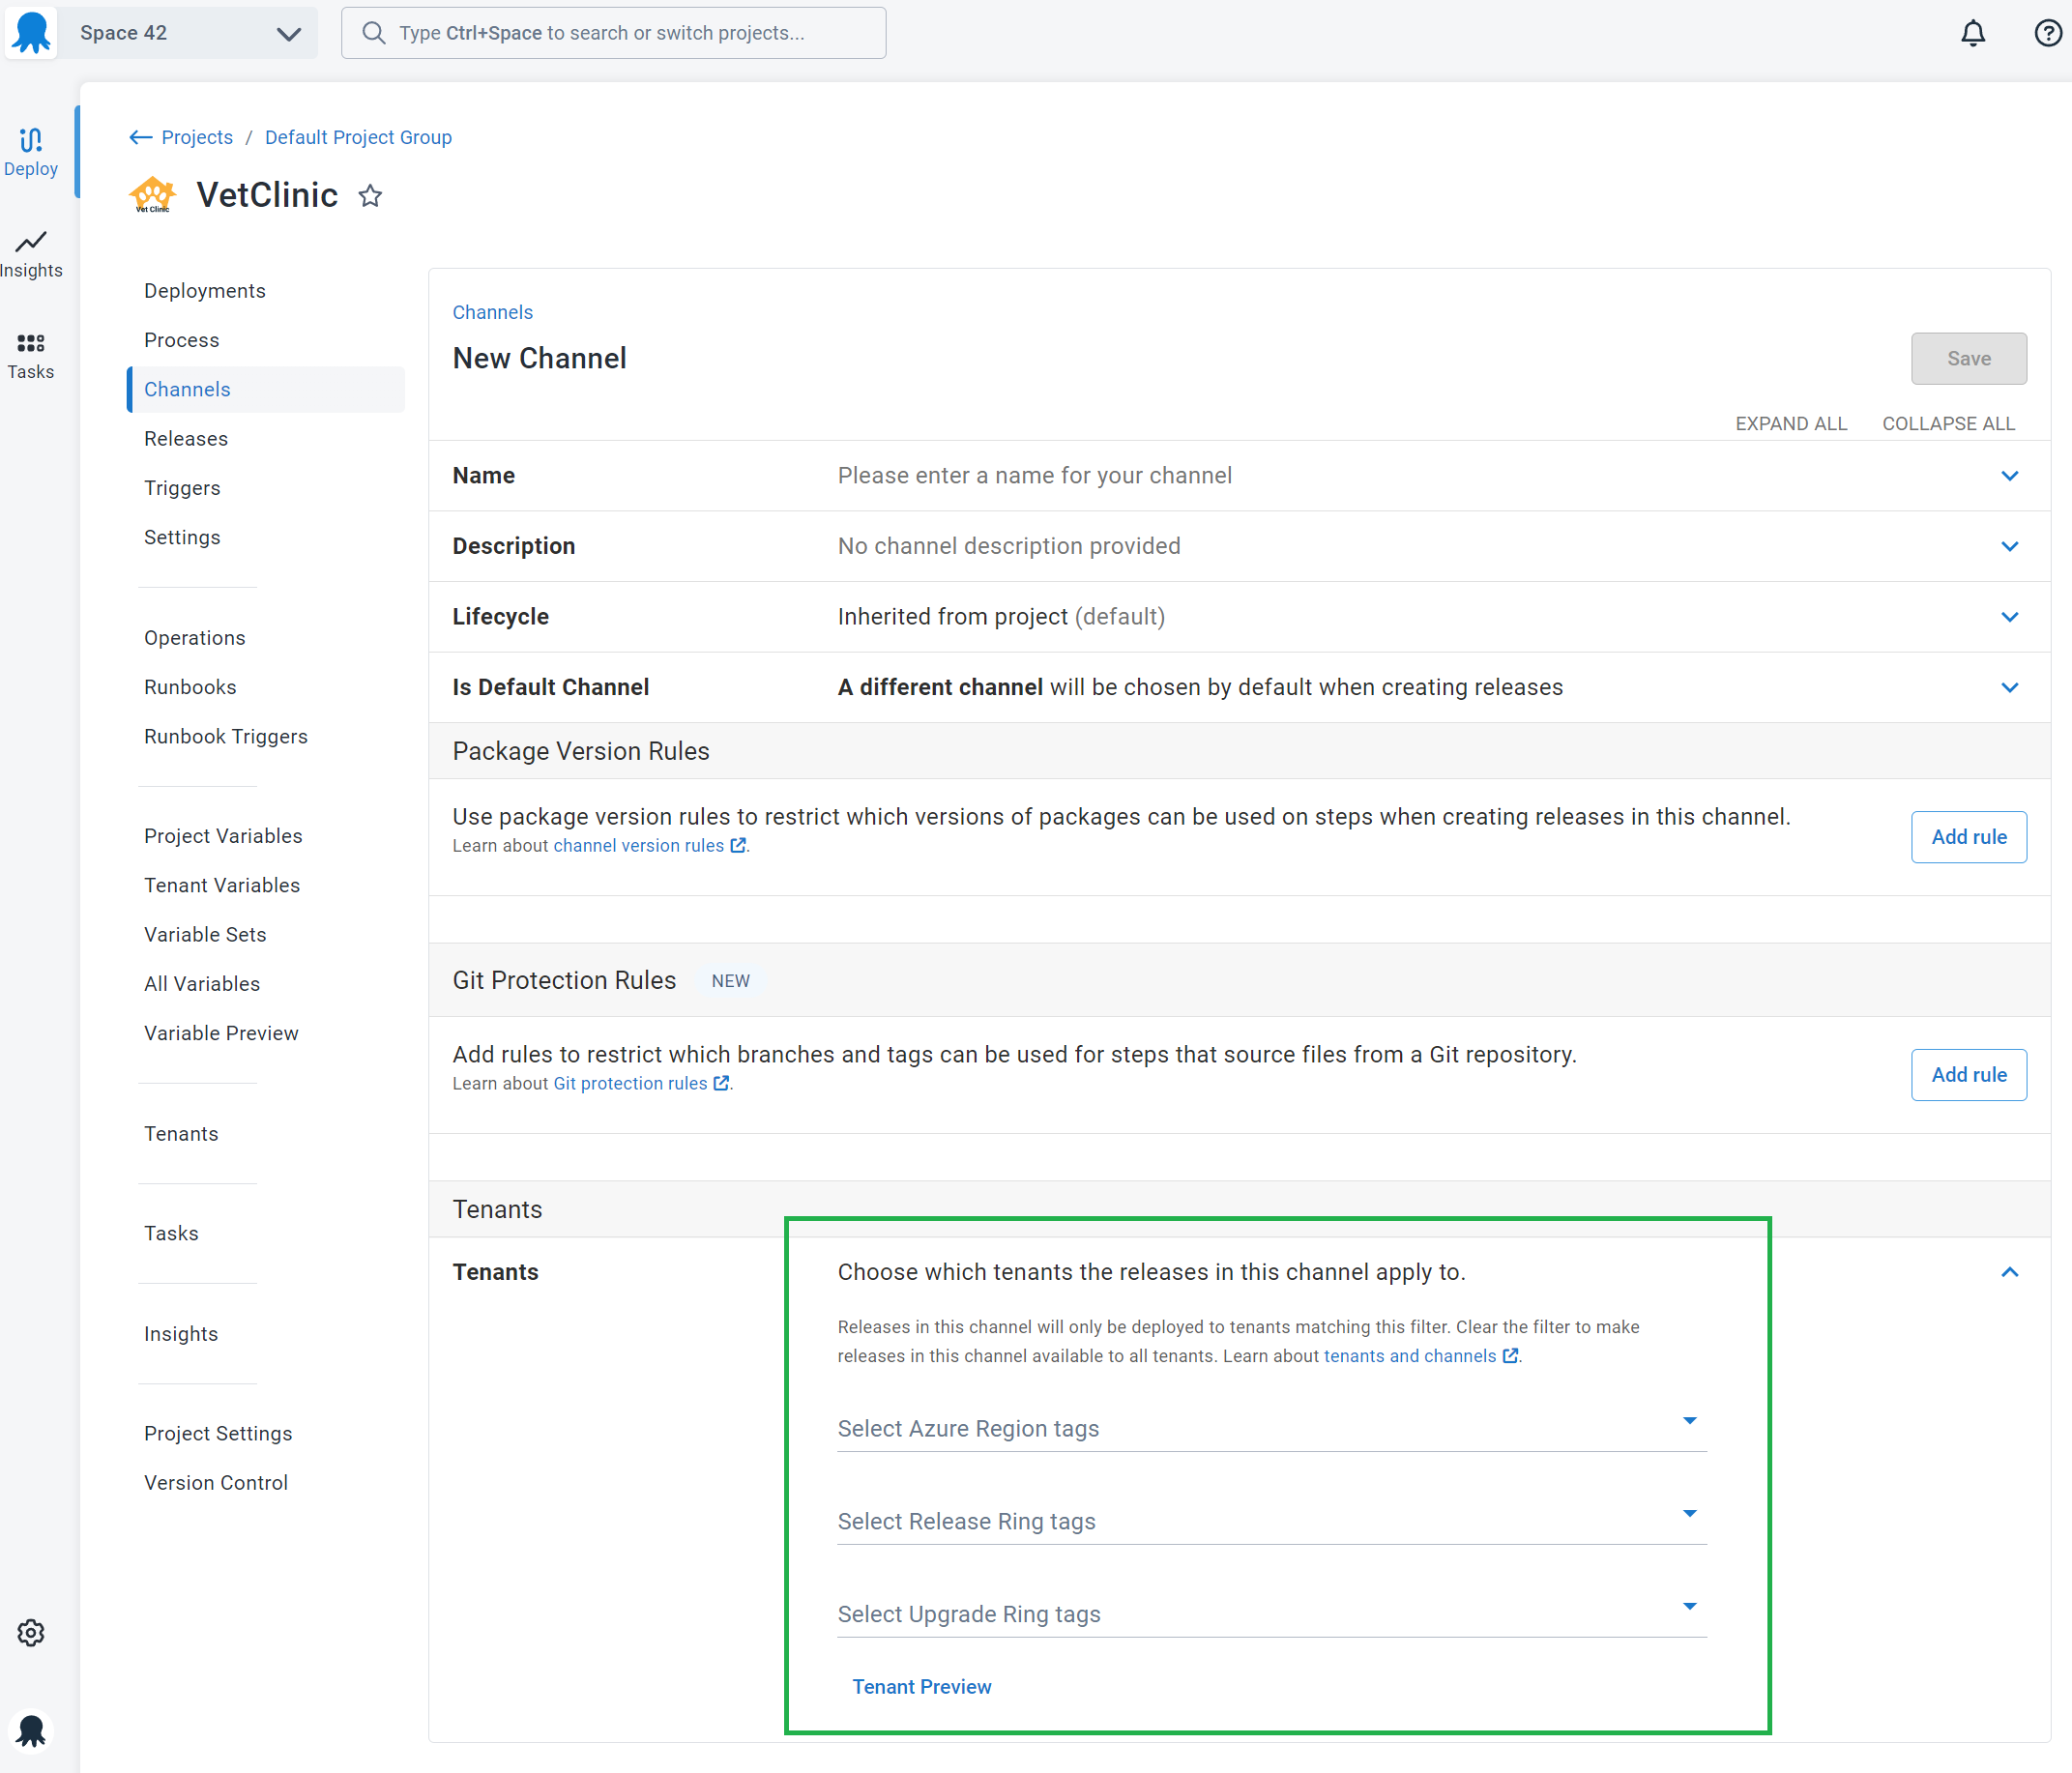 Space 42
Type Ctrl+Space to search or switch projects...
Deploy
Insights
Tasks
Projects / Default Project Group
Vet Clinic
VetClinic
Deployments
Process
Channels
Releases
Triggers
Settings
Operations
Runbooks
Runbook Triggers
Project Variables
Tenant Variables
Variable Sets
All Variables
Variable Preview
Tenants
Tasks
Insights
Project Settings
Version Control
Channels
New Channel
Save
EXPAND ALL COLLAPSE ALL
Name Please enter a name for your channel
Description No channel description provided
Lifecycle Inherited from project (default)
Is Default Channel A different channel will be chosen by default when creating releases
Package Version Rules
Use package version rules to restrict which versions of packages can be used on steps when creating releases in this channel.
Learn about channel version rules.
Add rule
Git Protection Rules NEW
Add rules to restrict which branches and tags can be used for steps that source files from a Git repository.
Learn about Git protection rules.
Add rule
Tenants
Tenants Choose which tenants the releases in this channel apply to.
Releases in this channel will only be deployed to tenants matching this filter. Clear the filter to make
releases in this channel available to all tenants. Learn about tenants and channels.
Select Azure Region tags
Select Release Ring tags
Select Upgrade Ring tags
Tenant Preview